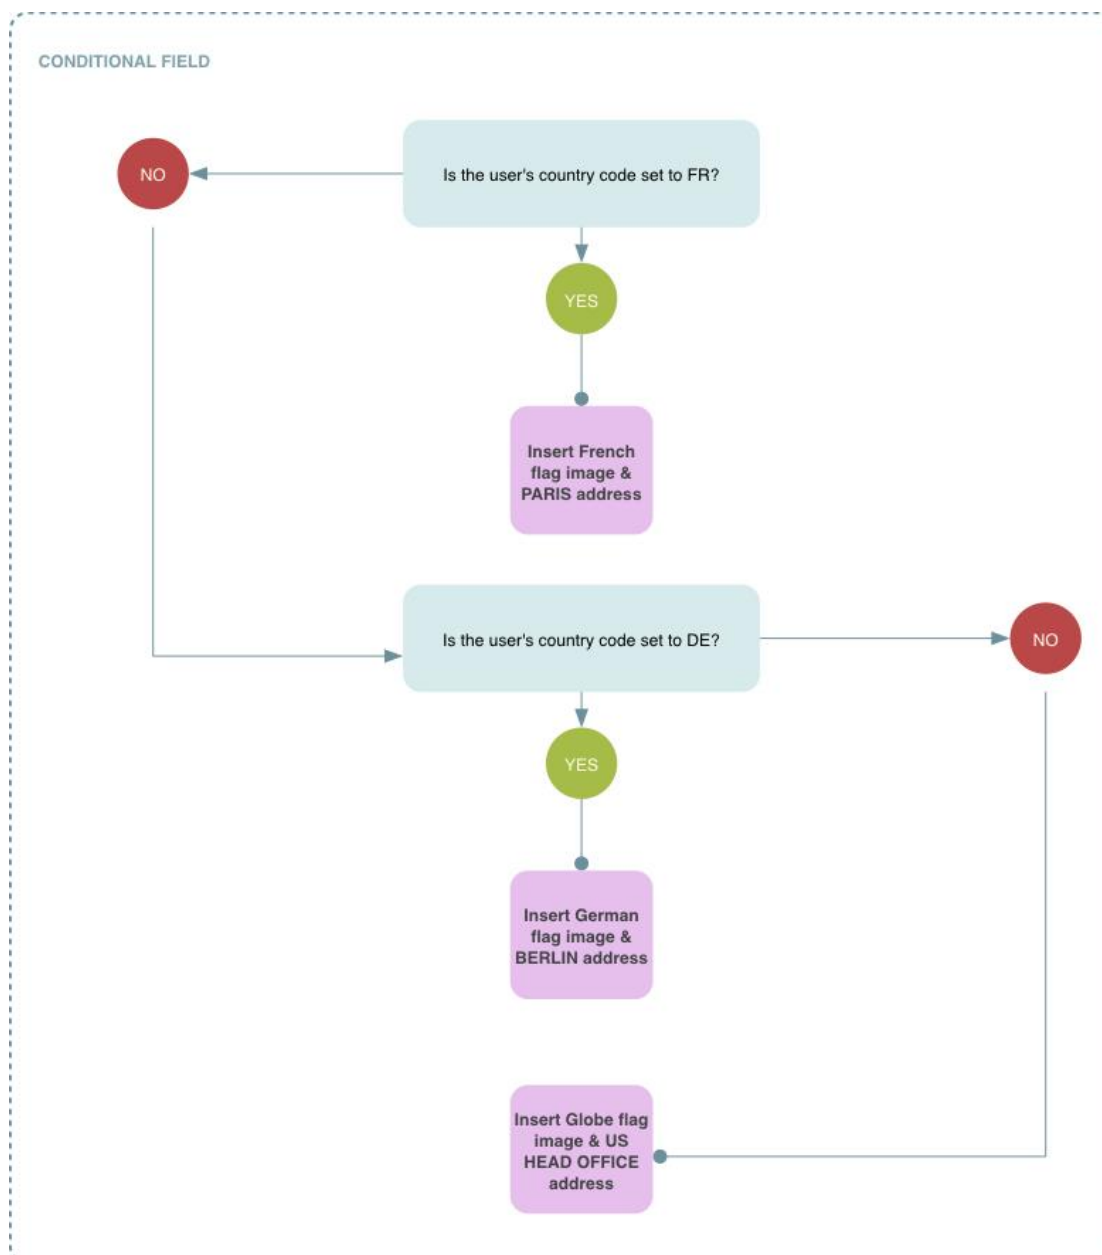 CONDITIONAL FIELD
NO
Is the user's country code set to FR?
YES
Insert French
flag image &
PARIS address
Is the user's country code set to DE?
NO
YES
Insert German
flag image &
BERLIN address
Insert Globe flag
image & US
HEAD OFFICE
address